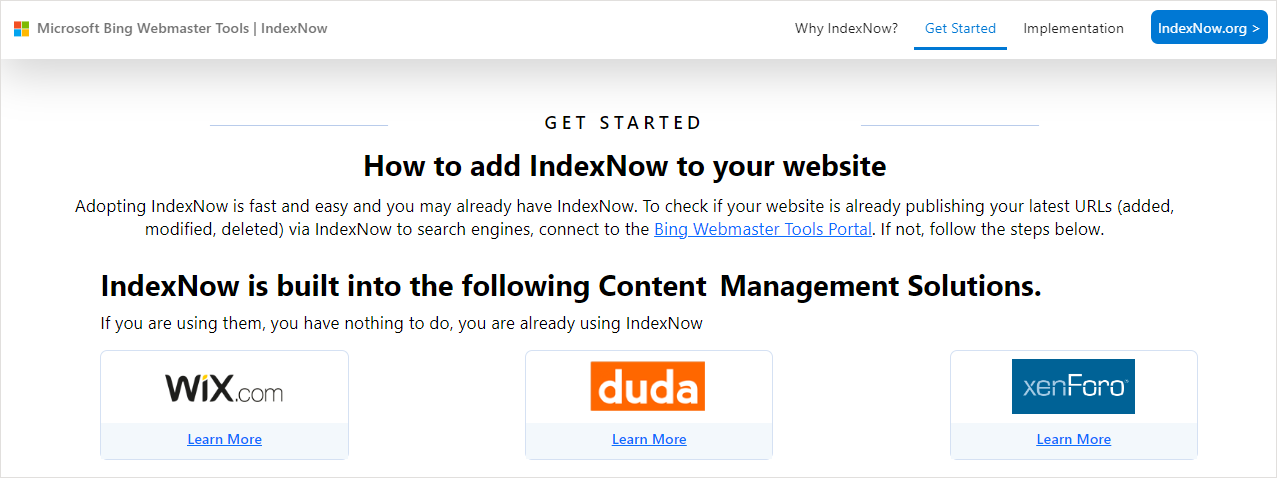 Microsoft Bing Webmaster Tools | IndexNow
Why IndexNow?
Get Started
Implementation
IndexNow.org >
GET STARTED
How to add IndexNow to your website
Adopting IndexNow is fast and easy and you may already have IndexNow. To check if your website is already publishing your latest URLs (added,
modified, deleted) via IndexNow to search engines, connect to the Bing Webmaster Tools Portal. If not, follow the steps below.
IndexNow is built into the following Content Management Solutions.
If you are using them, you have nothing to do, you are already using IndexNow
WiX.com
duda
xenForo®
Learn More
Learn More
Learn More